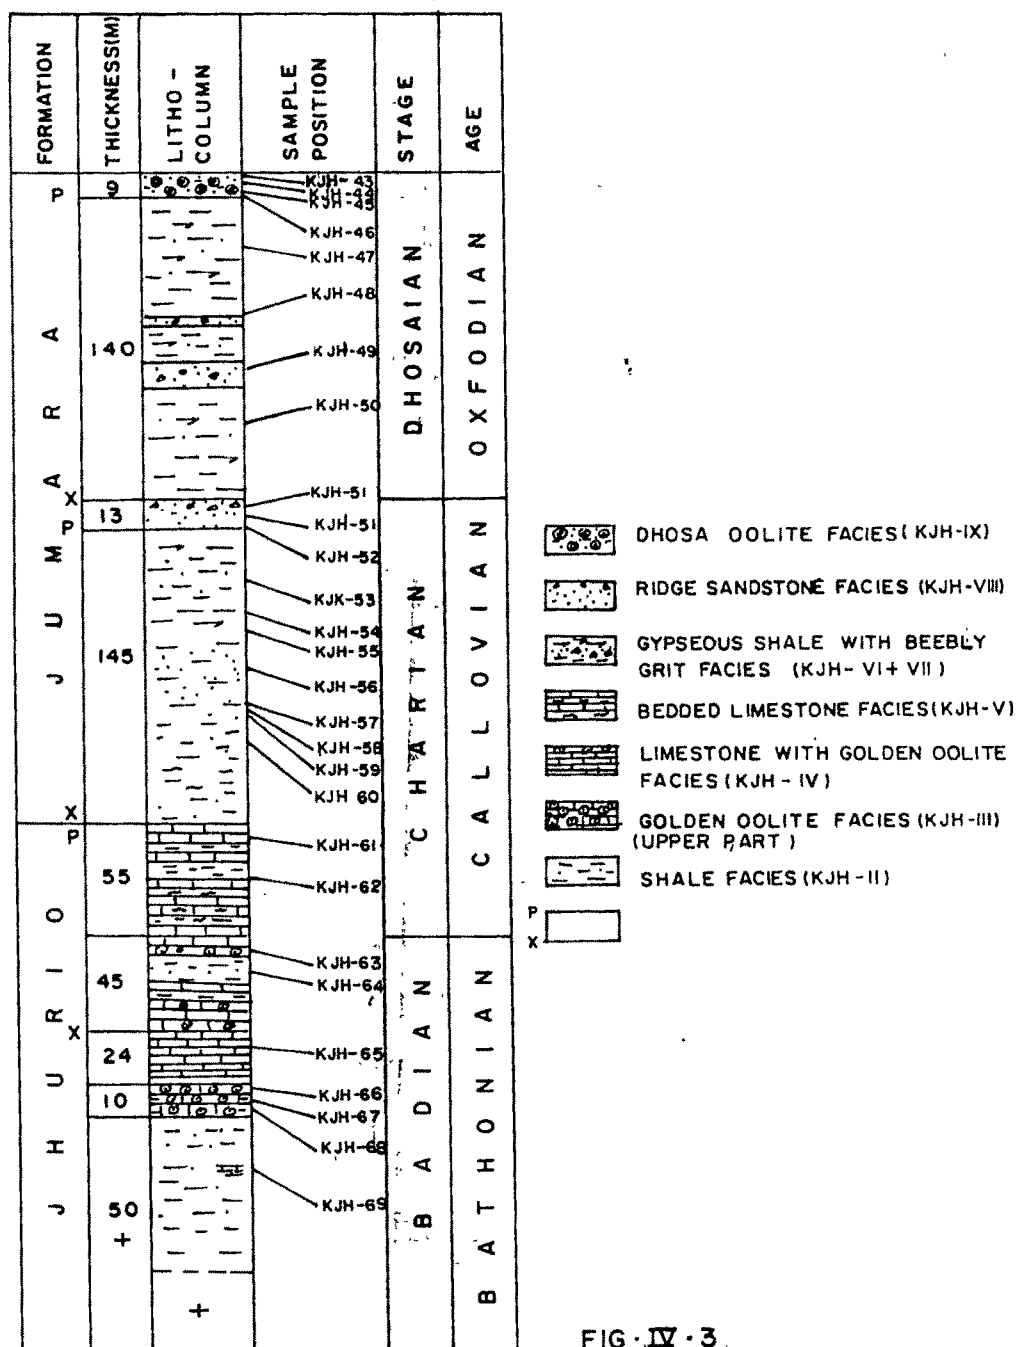 FORMATION
THICKNESS(M)
LITHO-
COLUMN
SAMPLE
POSITION
STAGE
AGE
P
9
KJH-43
KJH-44
KJH-45
KJH-46
KJH-47
KJH-48
140
KJH-49
KJH-50
DHOSAIAN
OXFODIAN
X
KJH-51
13
KJH-51
P
KJH-52
KJK-53
KJH-54
KJH-55
145
KJH-56
KJH-57
KJH-58
KJH-59
KJH 60
JUMARA
X
P
KJH-61
55
KJH-62
CHARTAN
CALLOVIAN
KJH-63
45
KJH-64
X
24
KJH-65
KJH-66
10
KJH-67
KJH-68
KJH-69
50
+
JHURIO
BADIAN
BATHONIAN
+
DHOSA OOLITE FACIES(KJH-IX)
RIDGE SANDSTONE FACIES (KJH-VIII)
GYPSEOUS SHALE WITH BEEBLY
GRIT FACIES (KJH-VI+VII)
BEDDED LIMESTONE FACIES(KJH-V)
LIMESTONE WITH GOLDEN OOLITE
FACIES(KJH-IV)
GOLDEN OOLITE FACIES(KJH-III)
(UPPER PART)
SHALE FACIES(KJH-II)
P
X
FIG·IV·3